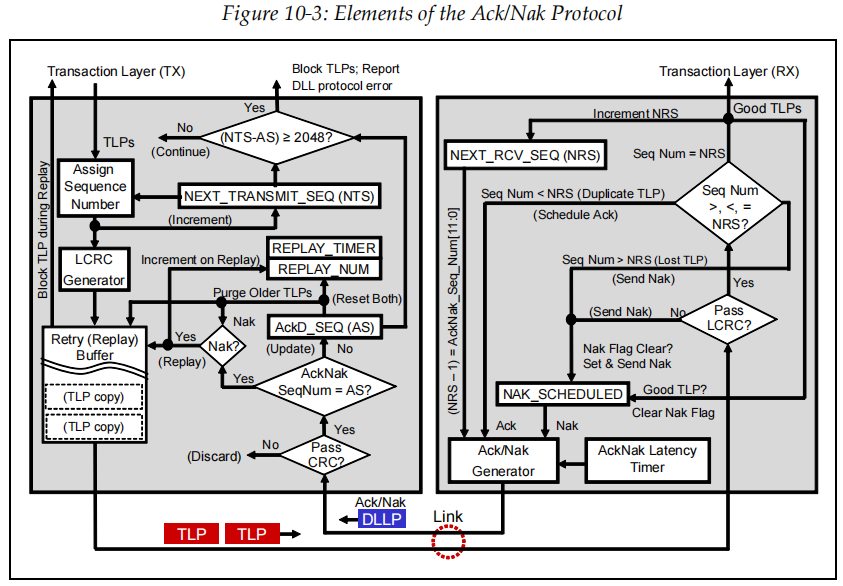 Figure 10-3: Elements of the Ack/Nak Protocol
Transaction Layer (TX)
Block TLPs; Report
DLL protocol error
Yes
No
(Continue)
(NTS-AS) ≥ 2048?
TLPs
Assign
Sequence
Number
NEXT_TRANSMIT_SEQ (NTS)
(Increment)
Block TLP during Replay
LCRC
Generator
REPLAY_TIMER
REPLAY_NUM
Increment on Replay)
Purge Older TLPs
(Reset Both)
Nak
AckD_SEQ (AS)
Retry (Replay)
Buffer
Yes
(Replay)
Nak?
(Update)
No
(TLP copy)
(TLP copy)
Yes
AckNak
SeqNum = AS?
Yes
No
(Discard)
Pass
CRC?
Transaction Layer (RX)
Good TLPs
Increment NRS
NEXT_RCV_SEQ (NRS)
Seq Num = NRS
Seq Num < NRS (Duplicate TLP)
(Schedule Ack)
Seq Num
>, <, =
NRS?
(NRS – 1) = AckNak_Seq_Num[11:0]
Seq Num > NRS (Lost TLP)
(Send Nak)
Yes
(Send Nak)
No
Pass
LCRC?
Nak Flag Clear?
Set & Send Nak
NAK_SCHEDULED
Good TLP?
Clear Nak Flag
Ack
Nak
Ack/Nak
Generator
AckNak Latency
Timer
Ack/Nak
DLLP
Link
TLP
TLP